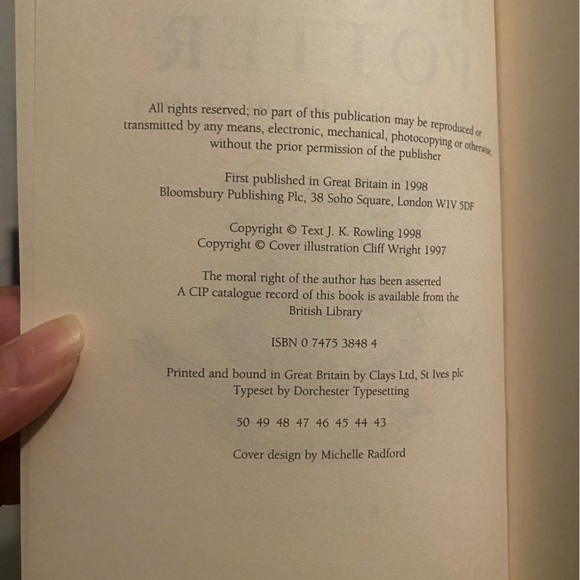 All rights reserved; no part of this publication may be reproduced or
transmitted by any means, electronic, mechanical, photocopying or otherwise,
without the prior permission of the publisher
First published in Great Britain in 1998
Bloomsbury Publishing Plc, 38 Soho Square, London W1V 5DF
Copyright © Text J. K. Rowling 1998
Copyright © Cover illustration Cliff Wright 1997
The moral right of the author has been asserted
A CIP catalogue record of this book is available from the
British Library
ISBN 0 7475 3848 4
Printed and bound in Great Britain by Clays Ltd, St Ives plc
Typeset by Dorchester Typesetting
50 49 48 47 46 45 44 43
Cover design by Michelle Radford